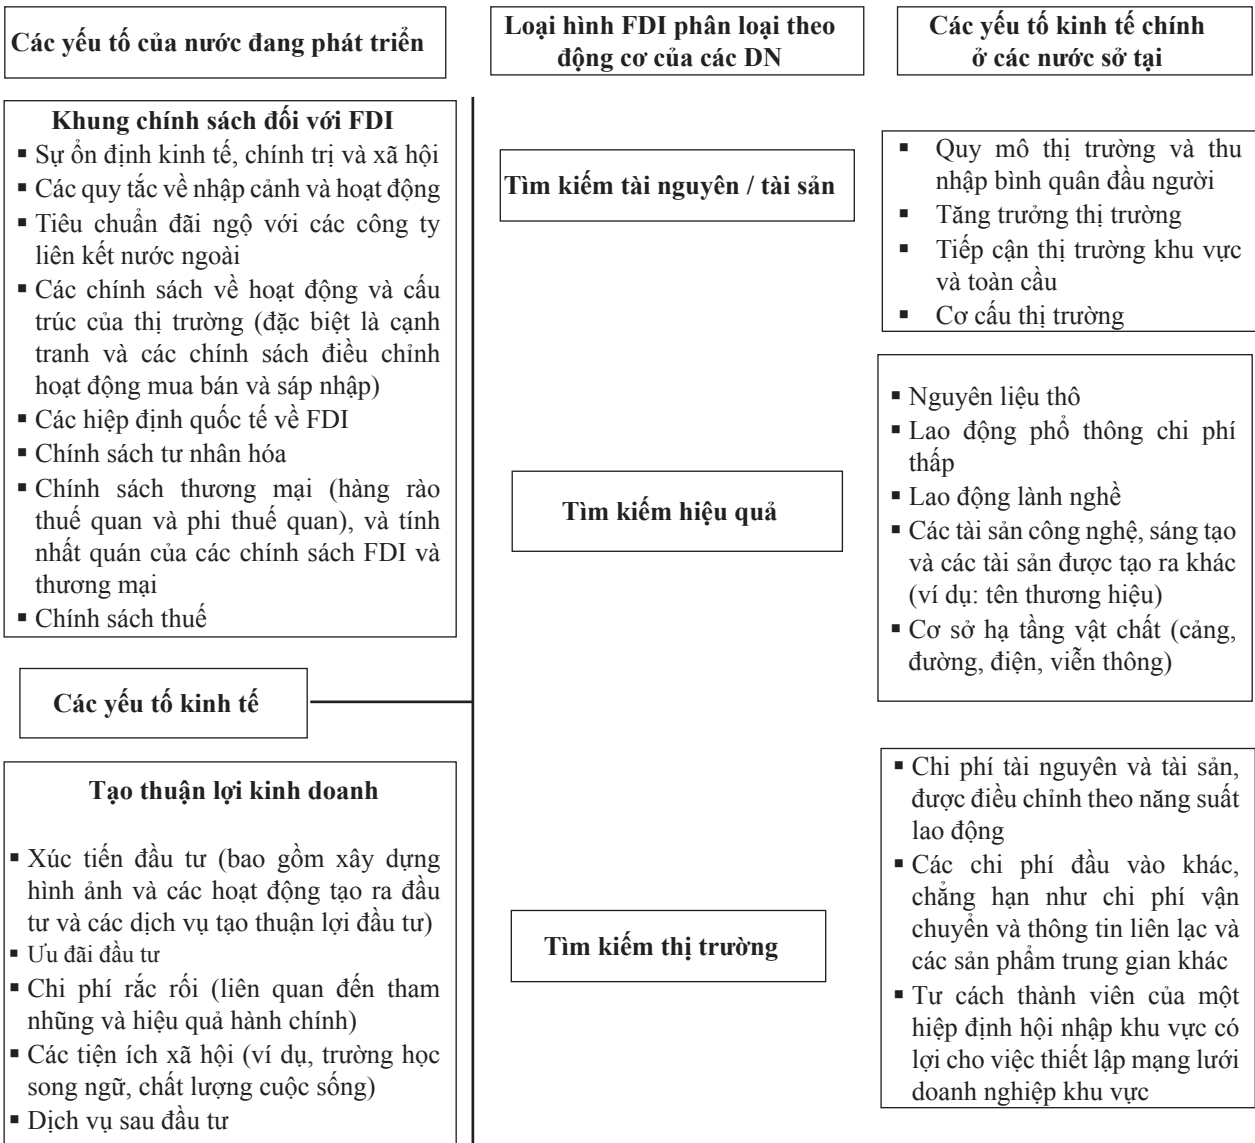 Các yếu tố của nước đang phát triển
Loại hình FDI phân loại theo
động cơ của các DN
Các yếu tố kinh tế chính
ở các nước sở tại
Khung chính sách đối với FDI
▪ Sự ổn định kinh tế, chính trị và xã hội
▪ Các quy tắc về nhập cảnh và hoạt động
▪ Tiêu chuẩn đãi ngộ với các công ty
liên kết nước ngoài
▪ Các chính sách về hoạt động và cấu
trúc của thị trường (đặc biệt là cạnh
tranh và các chính sách điều chỉnh
hoạt động mua bán và sáp nhập)
▪ Các hiệp định quốc tế về FDI
▪ Chính sách tư nhân hóa
▪ Chính sách thương mại (hàng rào
thuế quan và phi thuế quan), và tính
nhất quán của các chính sách FDI và
thương mại
▪ Chính sách thuế
Các yếu tố kinh tế
Tạo thuận lợi kinh doanh
▪ Xúc tiến đầu tư (bao gồm xây dựng
hình ảnh và các hoạt động tạo ra đầu
tư và các dịch vụ tạo thuận lợi đầu tư)
▪ Ưu đãi đầu tư
▪ Chi phí rắc rối (liên quan đến tham
nhũng và hiệu quả hành chính)
▪ Các tiện ích xã hội (ví dụ, trường học
song ngữ, chất lượng cuộc sống)
▪ Dịch vụ sau đầu tư
Tìm kiếm tài nguyên / tài sản
Tìm kiếm hiệu quả
Tìm kiếm thị trường
▪ Quy mô thị trường và thu
nhập bình quân đầu người
▪ Tăng trưởng thị trường
▪ Tiếp cận thị trường khu vực
và toàn cầu
▪ Cơ cấu thị trường
▪ Nguyên liệu thô
▪ Lao động phổ thông chi phí
thấp
▪ Lao động lành nghề
▪ Các tài sản công nghệ, sáng tạo
và các tài sản được tạo ra khác
(ví dụ: tên thương hiệu)
▪ Cơ sở hạ tầng vật chất (cảng,
đường, điện, viễn thông)
▪ Chi phí tài nguyên và tài sản,
được điều chỉnh theo năng suất
lao động
▪ Các chi phí đầu vào khác,
chẳng hạn như chi phí vận
chuyển và thông tin liên lạc và
các sản phẩm trung gian khác
▪ Tư cách thành viên của một
hiệp định hội nhập khu vực có
lợi cho việc thiết lập mạng lưới
doanh nghiệp khu vực